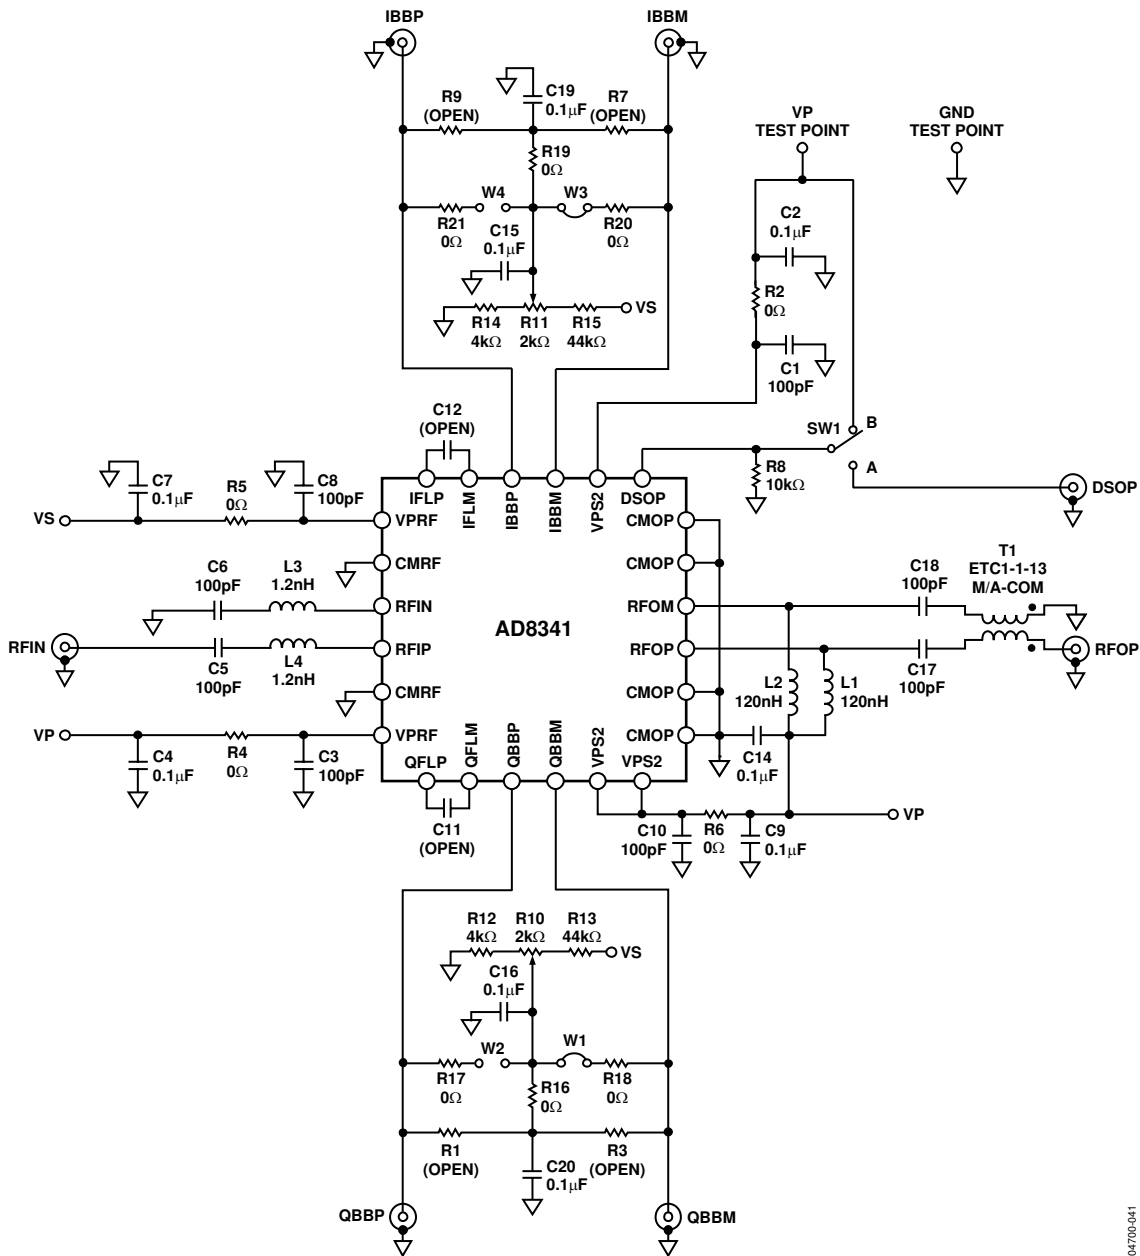 IBBP
IBBM
R9
(OPEN)
C19
0.1µF
R7
(OPEN)
VP
TEST POINT
GND
TEST POINT
R19
0Ω
W4
W3
R21
0Ω
C15
0.1µF
R20
0Ω
C2
0.1µF
R2
0Ω
VS
R14
4kΩ
R11
2kΩ
R15
44kΩ
C1
100pF
C12
(OPEN)
SW1
B
A
R8
10kΩ
DSOP
C7
0.1µF
R5
0Ω
C8
100pF
VS
IFLP
IFLM
IBBP
IBBM
VPS2
DSOP
VPRF
CMOP
CMRF
CMOP
C6
100pF
L3
1.2nH
C18
100pF
T1
ETC1-1-13
M/A-COM
RFIN
RFOM
AD8341
RFIN
RFIP
RFOP
RFOP
C5
100pF
L4
1.2nH
C17
100pF
CMRF
CMOP
L2
120nH
L1
120nH
VP
VPRF
CMOP
C4
0.1µF
R4
0Ω
C3
100pF
QFLP
QFLM
QBBP
QBBM
VPS2
VPS2
C14
0.1µF
C11
(OPEN)
C10
100pF
R6
0Ω
C9
0.1µF
VP
R12
4kΩ
R10
2kΩ
R13
44kΩ
VS
C16
0.1µF
W2
W1
R17
0Ω
R16
0Ω
R18
0Ω
R1
(OPEN)
C20
0.1µF
R3
(OPEN)
QBBP
QBBM
04700-041